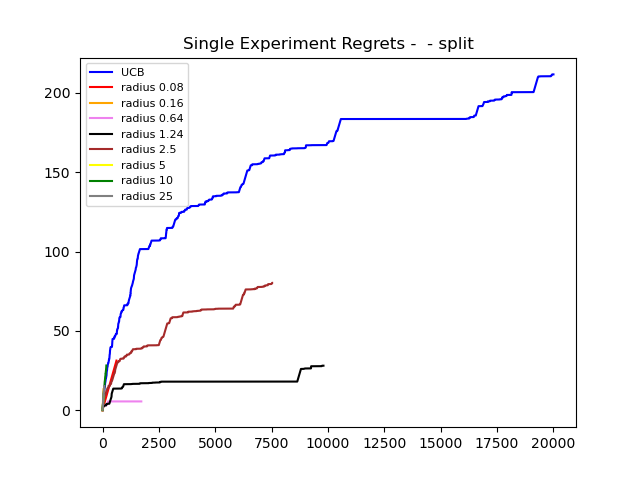 Single Experiment Regrets -  - split
UCB
radius 0.08
radius 0.16
radius 0.64
radius 1.24
radius 2.5
radius 5
radius 10
radius 25
200
150
100
50
0
0 2500 5000 7500 10000 12500 15000 17500 20000